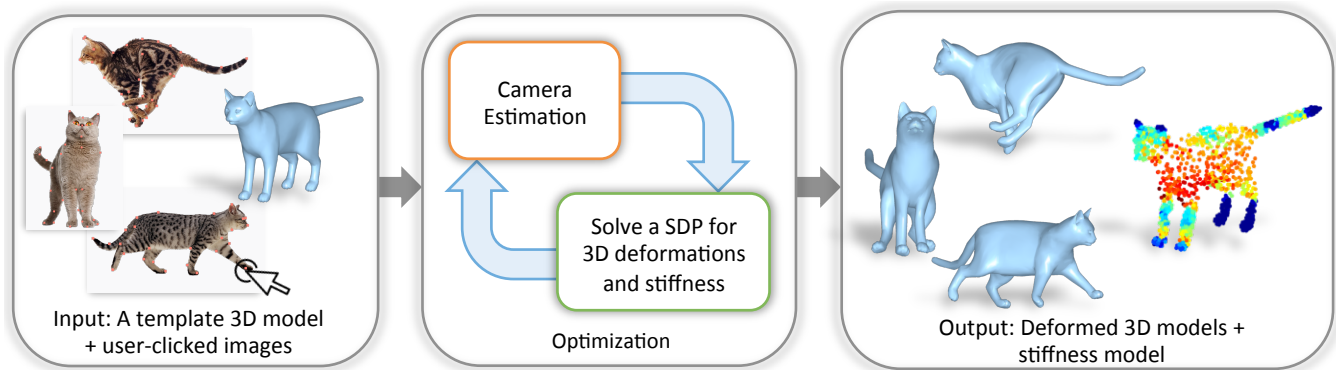 Camera
Estimation
Solve a SDP for
3D deformations
and stiffness
Input: A template 3D model
+ user-clicked images
Optimization
Output: Deformed 3D models +
stiffness model